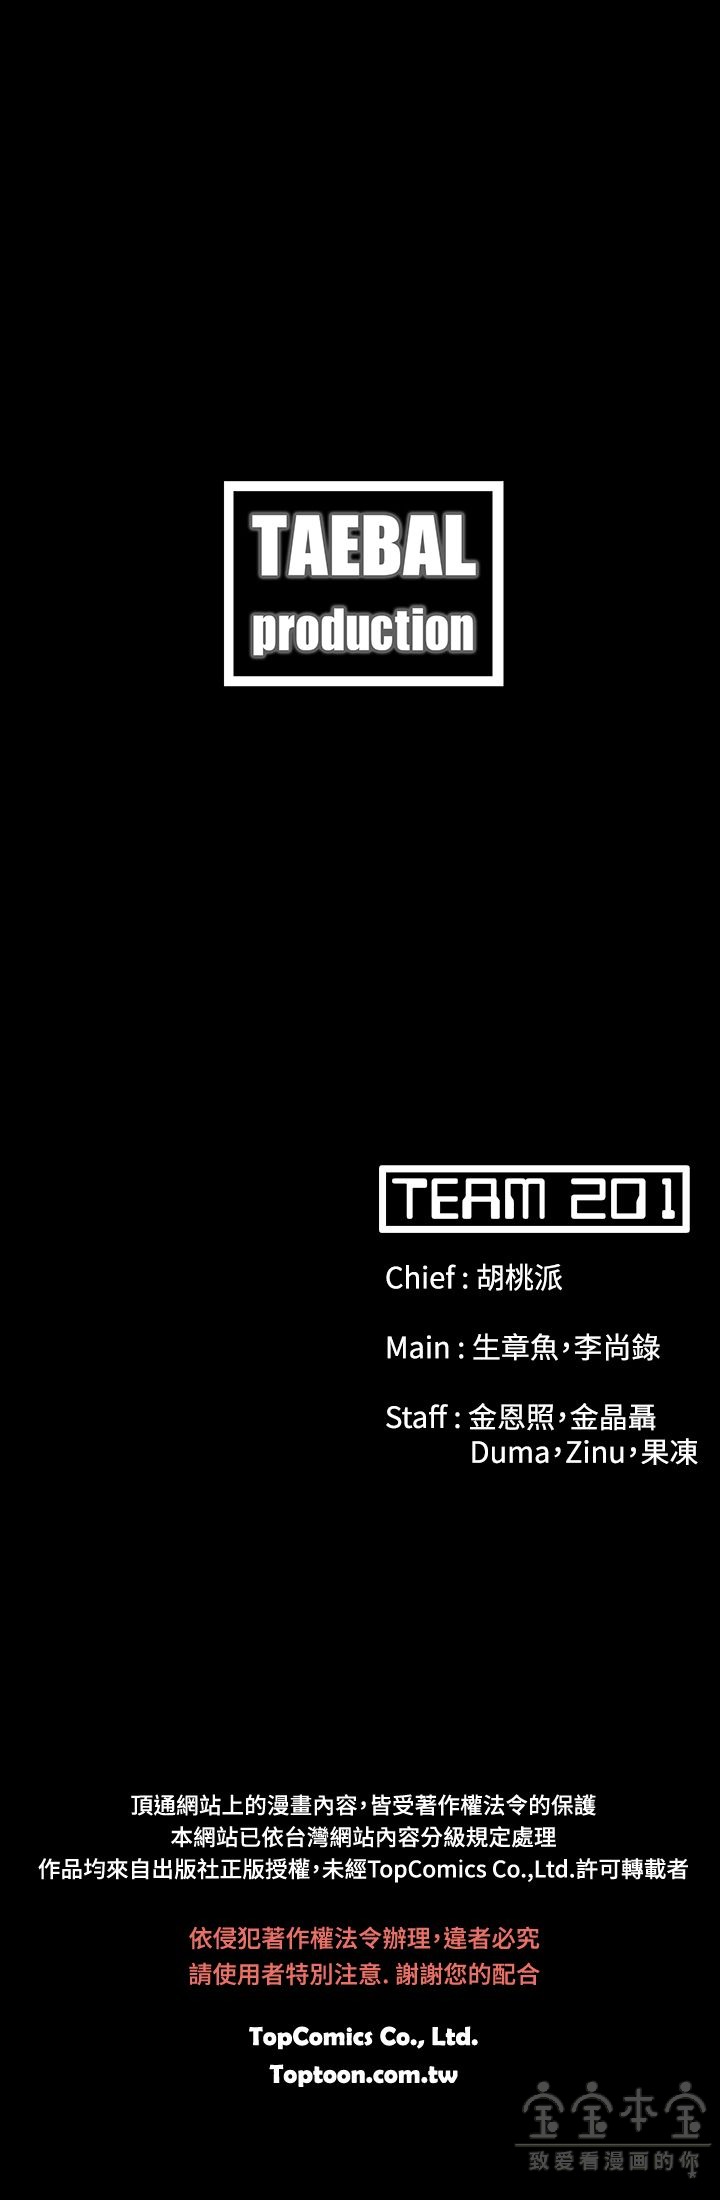 TAEBAL
production
TEAM 201
Chief : 胡桃派
Main : 生章魚,李尚錄
Staff : 金恩照,金晶聶
Duma,Zinu,果凍
頂通網站上的漫畫內容,皆受著作權法令的保護
本網站已依台灣網站內容分級規定處理
作品均來自出版社正版授權,未經TopComics Co.,Ltd.許可轉載者
依侵犯著作權法令辦理,違者必究
請使用者特別注意. 謝謝您的配合
TopComics Co., Ltd.
Toptoon.com.tw
宝宝本宝
致爱看漫画的你*